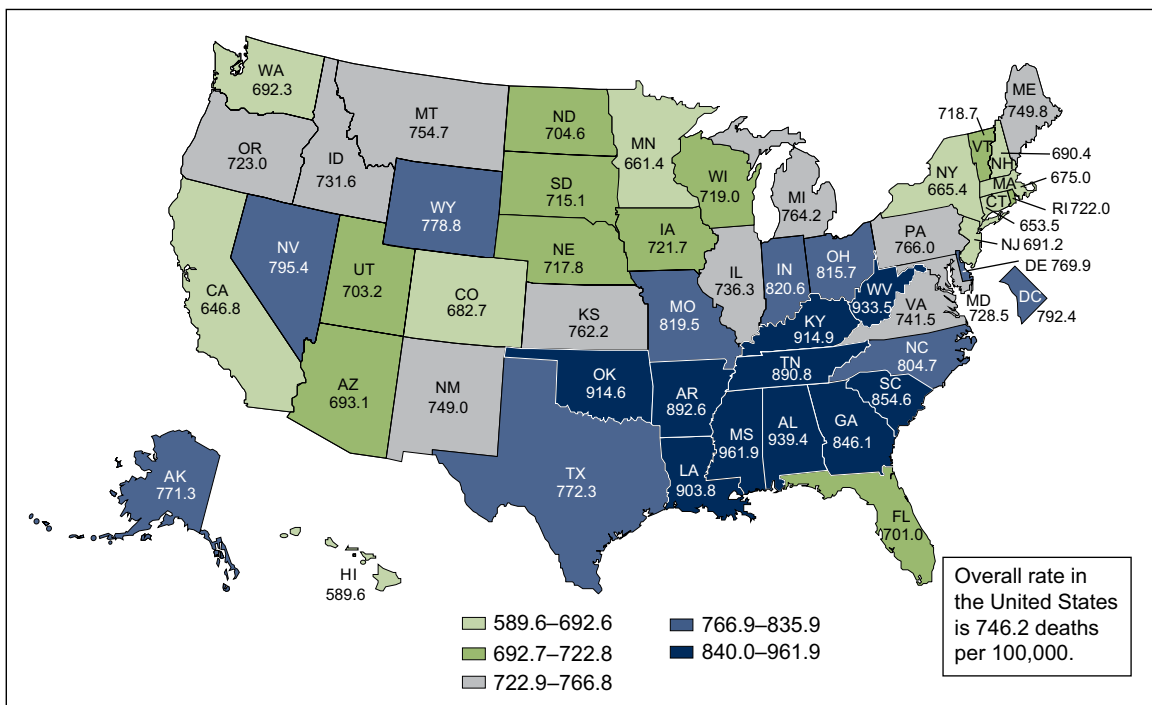 WA
692.3
MT
754.7
ND
704.6
MN
661.4
ME
749.8
718.7
VT
NH
690.4
OR
723.0
ID
731.6
SD
715.1
WI
719.0
NY
665.4
MA
675.0
CT
RI 722.0
653.5
WY
778.8
MI
764.2
NV
795.4
NE
717.8
IA
721.7
PA
766.0
NJ 691.2
DE 769.9
CA
646.8
UT
703.2
CO
682.7
IL
736.3
IN
820.6
OH
815.7
WV
933.5
VA
741.5
MD
728.5
DC
792.4
KS
762.2
MO
819.5
KY
914.9
NC
804.7
AZ
693.1
NM
749.0
OK
914.6
AR
892.6
TN
890.8
SC
854.6
MS
961.9
AL
939.4
GA
846.1
AK
771.3
TX
772.3
LA
903.8
FL
701.0
HI
589.6
589.6–692.6
692.7–722.8
722.9–766.8
766.9–835.9
840.0–961.9
Overall rate in
the United States
is 746.2 deaths
per 100,000.